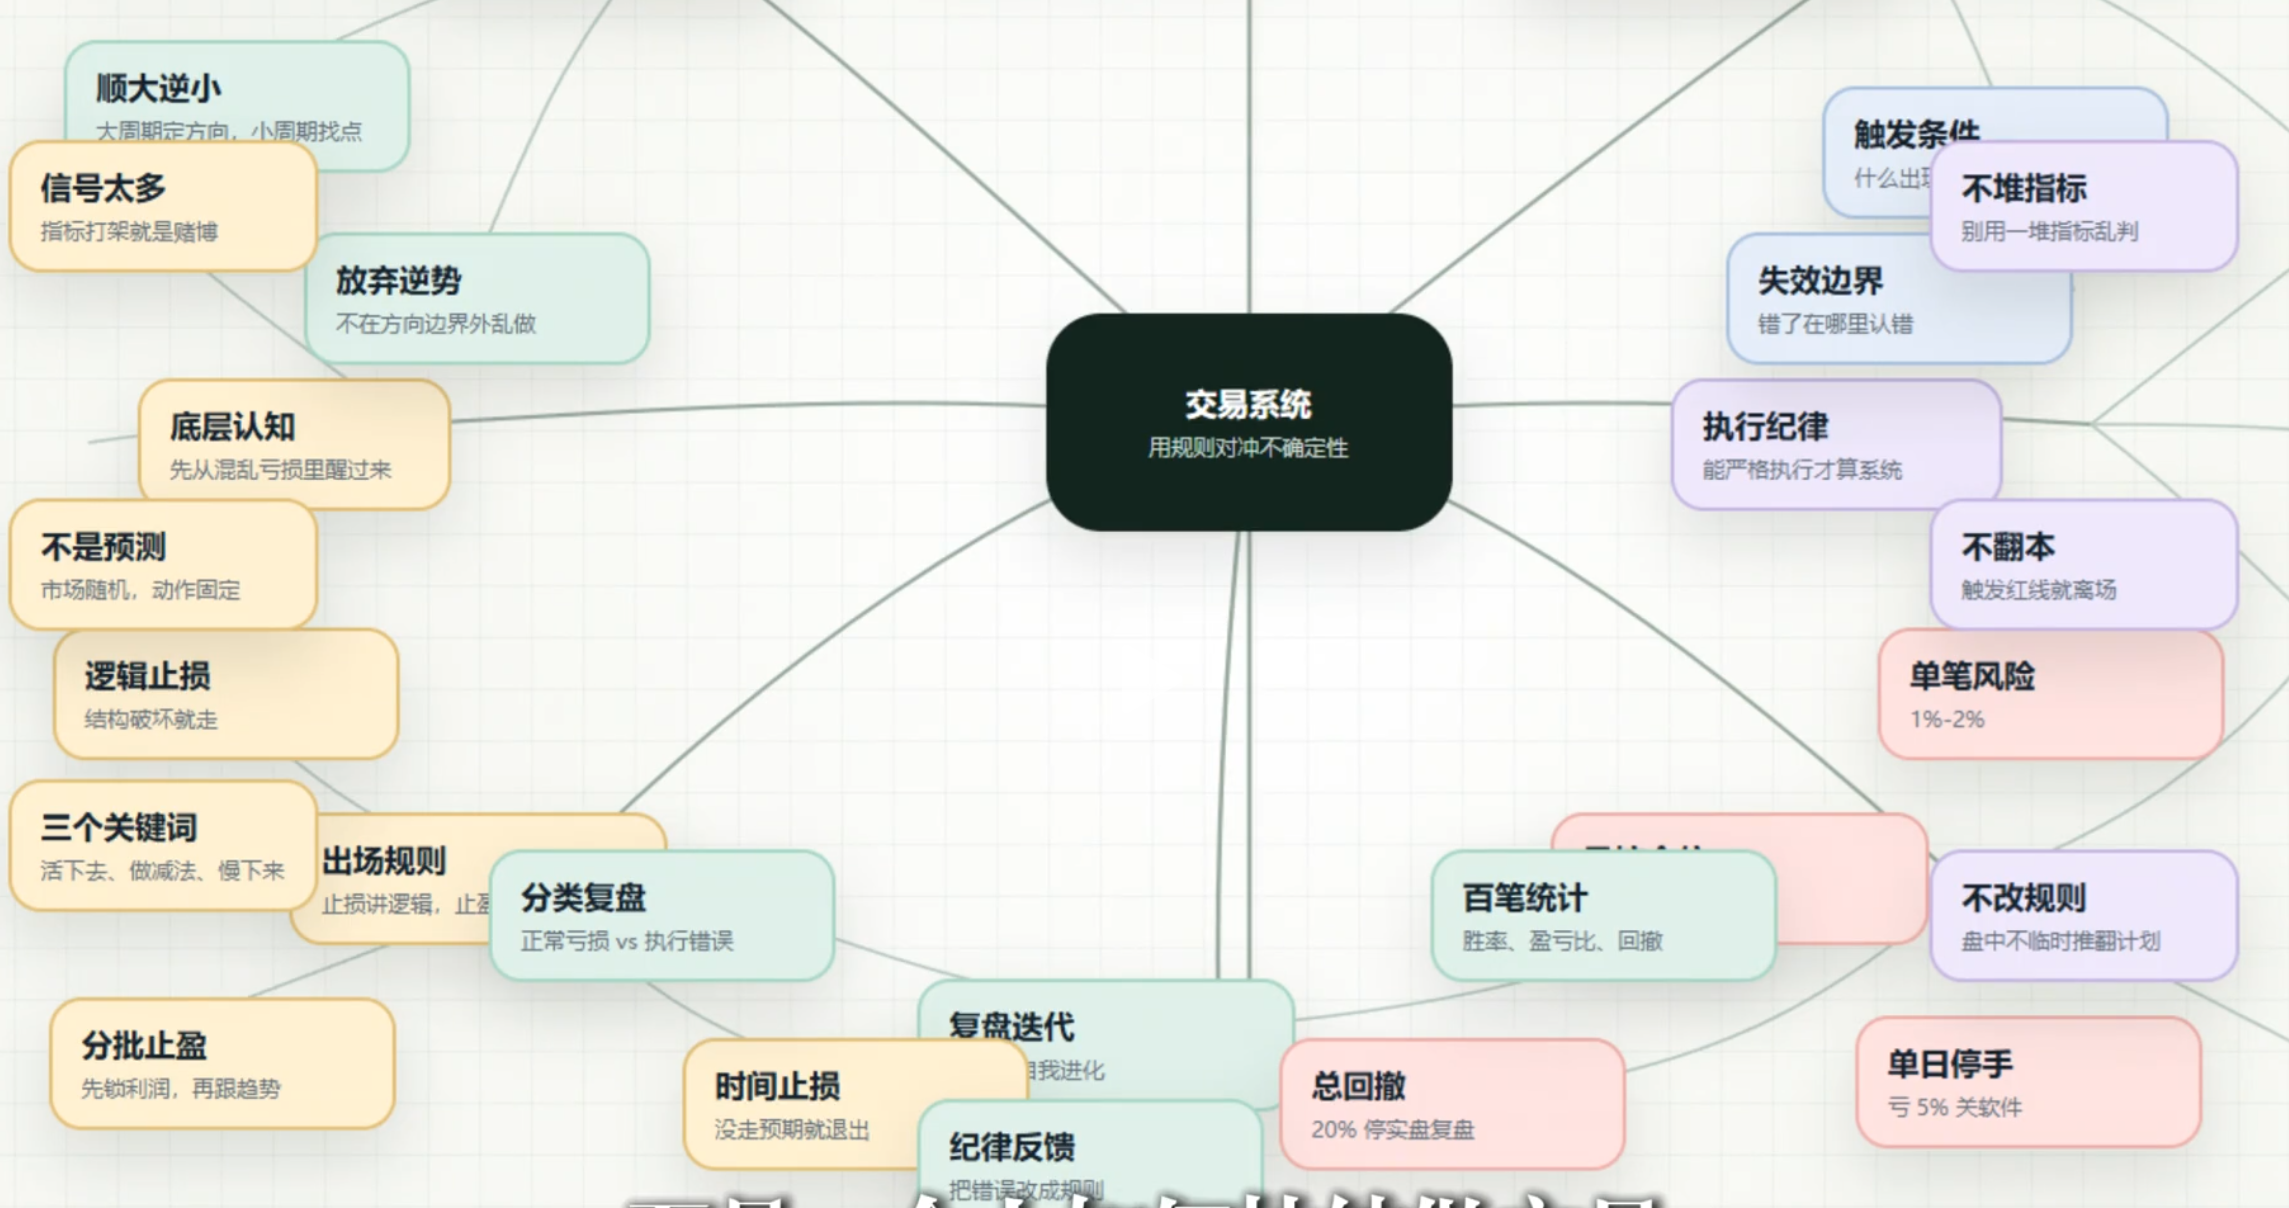 顺大逆小
大周期定方向，小周期找点
信号太多
指标打架就是赌博
放弃逆势
不在方向边界外乱做
底层认知
先从混乱亏损里醒过来
不是预测
市场随机，动作固定
逻辑止损
结构破坏就走
三个关键词
活下去、做减法、慢下来
出场规则
止损讲逻辑，止盈
分类复盘
正常亏损 vs 执行错误
分批止盈
先锁利润，再跟趋势
时间止损
没走预期就退出
交易系统
用规则对冲不确定性
复盘迭代
自我进化
纪律反馈
把错误改成规则
触发条件
什么出现
不堆指标
别用一堆指标乱判
失效边界
错了在哪里认错
执行纪律
能严格执行才算系统
不翻本
触发红线就离场
单笔风险
1%-2%
百笔统计
胜率、盈亏比、回撤
不改规则
盘中不临时推翻计划
总回撤
20% 停实盘复盘
单日停手
亏 5% 关软件